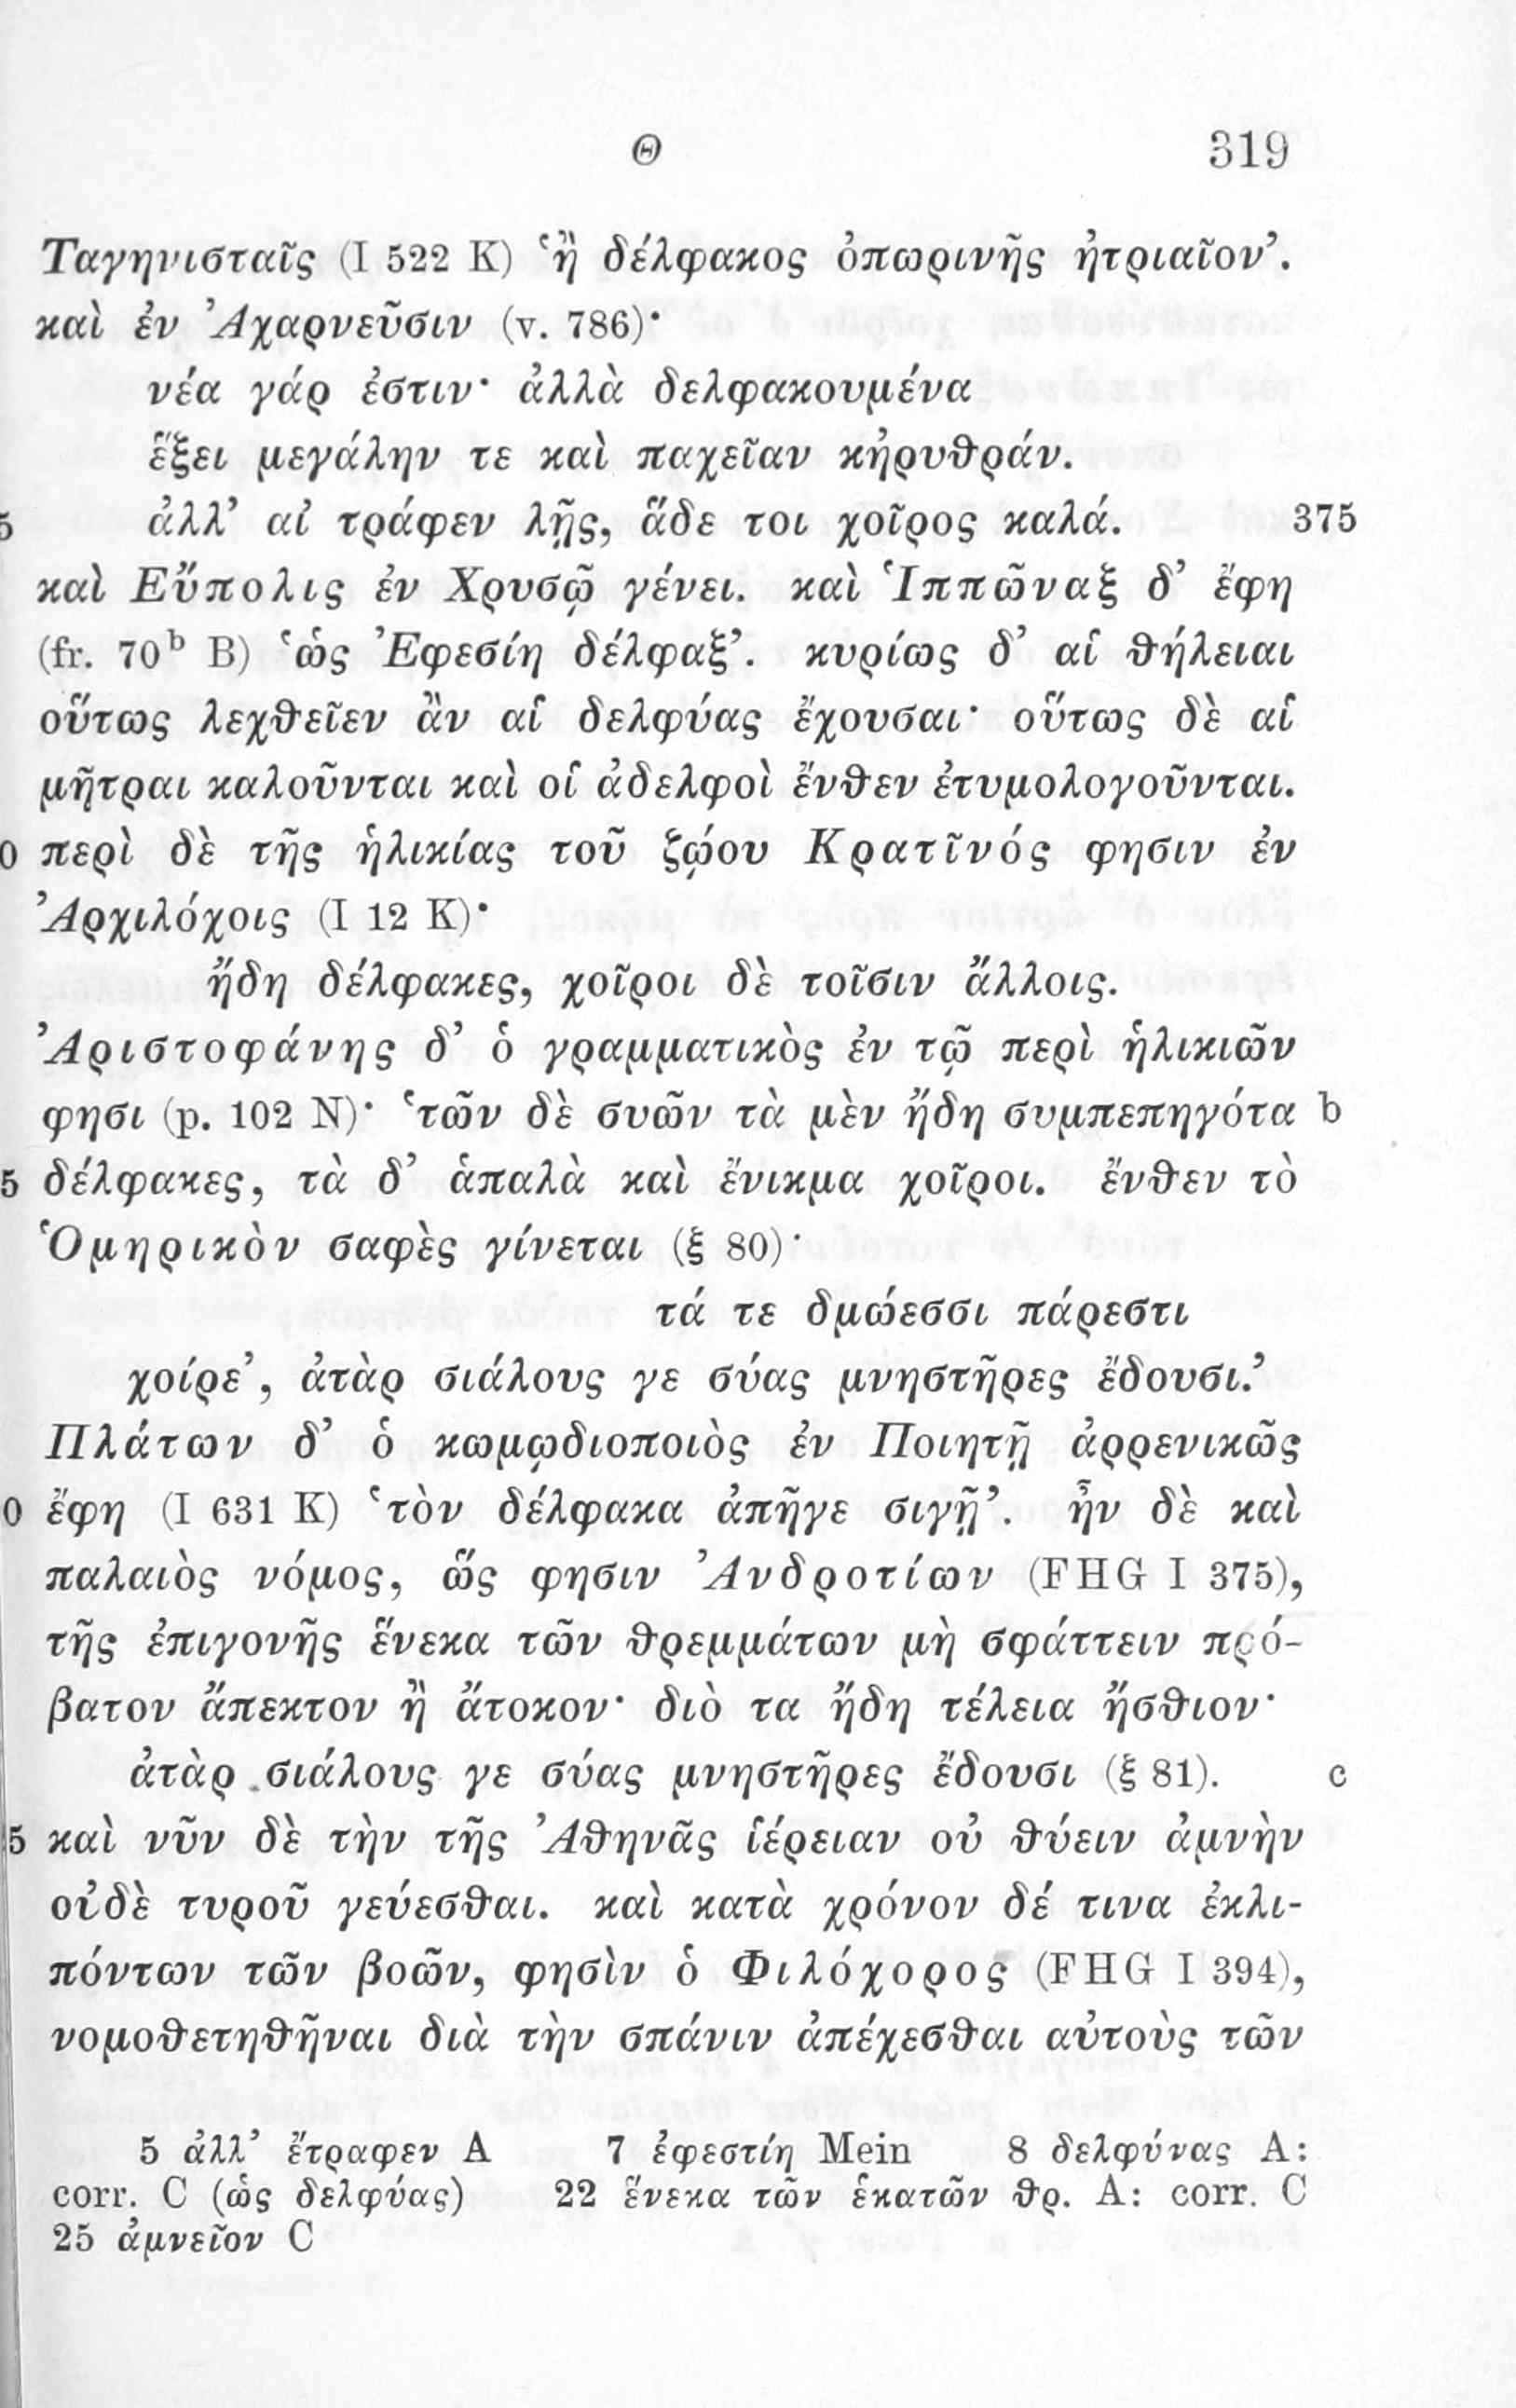 Θ 319
Ταγηνισταῖς (I 522 K) ‘ἢ δέλφακος ὀπωρινῆς ἠτριαῖον’.
καὶ ἐν Ἀχαρνεῦσιν (v. 786)·
νέα γάρ ἐστιν· ἀλλὰ δελφακουμένα
ἕξει μεγάλην τε καὶ παχεῖαν κἠρυθράν.
5 ἀλλ’ αἰ τράφεν λῇς, ἅδε τοι χοῖρος καλά. 375
καὶ Εὔπολις ἐν Χρυσῷ γένει. καὶ Ἱππῶναξ δ’ ἔφη
(fr. 70ᵇ B) ‘ὡς Ἐφεσίη δέλφαξ’. κυρίως δ’ αἱ θήλειαι
οὕτως λεχθεῖεν ἂν αἱ δελφύας ἔχουσαι· οὕτως δὲ αἱ
μῆτραι καλοῦνται καὶ οἱ ἀδελφοὶ ἔνθεν ἐτυμολογοῦνται.
0 περὶ δὲ τῆς ἡλικίας τοῦ ζῴου Κρατῖνός φησιν ἐν
Ἀρχιλόχοις (I 12 K)·
ἤδη δέλφακες, χοῖροι δὲ τοῖσιν ἄλλοις.
Ἀριστοφάνης δ’ ὁ γραμματικὸς ἐν τῷ περὶ ἡλικιῶν
φησι (p. 102 N)· ‘τῶν δὲ συῶν τὰ μὲν ἤδη συμπεπηγότα b
5 δέλφακες, τὰ δ’ ἁπαλὰ καὶ ἔνικμα χοῖροι. ἔνθεν τὸ
Ὁμηρικὸν σαφὲς γίνεται (ξ 80)·
τά τε δμώεσσι πάρεστι
χοίρε’, ἀτὰρ σιάλους γε σύας μνηστῆρες ἔδουσι.’
Πλάτων δ’ ὁ κωμῳδιοποιὸς ἐν Ποιητῇ ἀρρενικῶς
0 ἔφη (I 631 K) ‘τὸν δέλφακα ἀπῆγε σιγῇ’. ἦν δὲ καὶ
παλαιὸς νόμος, ὥς φησιν Ἀνδροτίων (FHG I 375),
τῆς ἐπιγονῆς ἕνεκα τῶν θρεμμάτων μὴ σφάττειν πρό-
βατον ἄπεκτον ἢ ἄτοκον· διὸ τα ἤδη τέλεια ἤσθιον·
ἀτὰρ σιάλους γε σύας μνηστῆρες ἔδουσι (ξ 81). c
5 καὶ νῦν δὲ τὴν τῆς Ἀθηνᾶς ἱέρειαν οὐ θύειν ἀμνὴν
οὐδὲ τυροῦ γεύεσθαι. καὶ κατὰ χρόνον δέ τινα ἐκλι-
πόντων τῶν βοῶν, φησὶν ὁ Φιλόχορος (FHG I 394),
νομοθετηθῆναι διὰ τὴν σπάνιν ἀπέχεσθαι αὐτοὺς τῶν
5 ἀλλ’ ἔτραφεν A 7 ἐφεστίη Mein 8 δελφύνας A:
corr. C (ὡς δελφύας) 22 ἕνεκα τῶν ἑκατῶν θρ. A: corr. C
25 ἀμνεῖον C